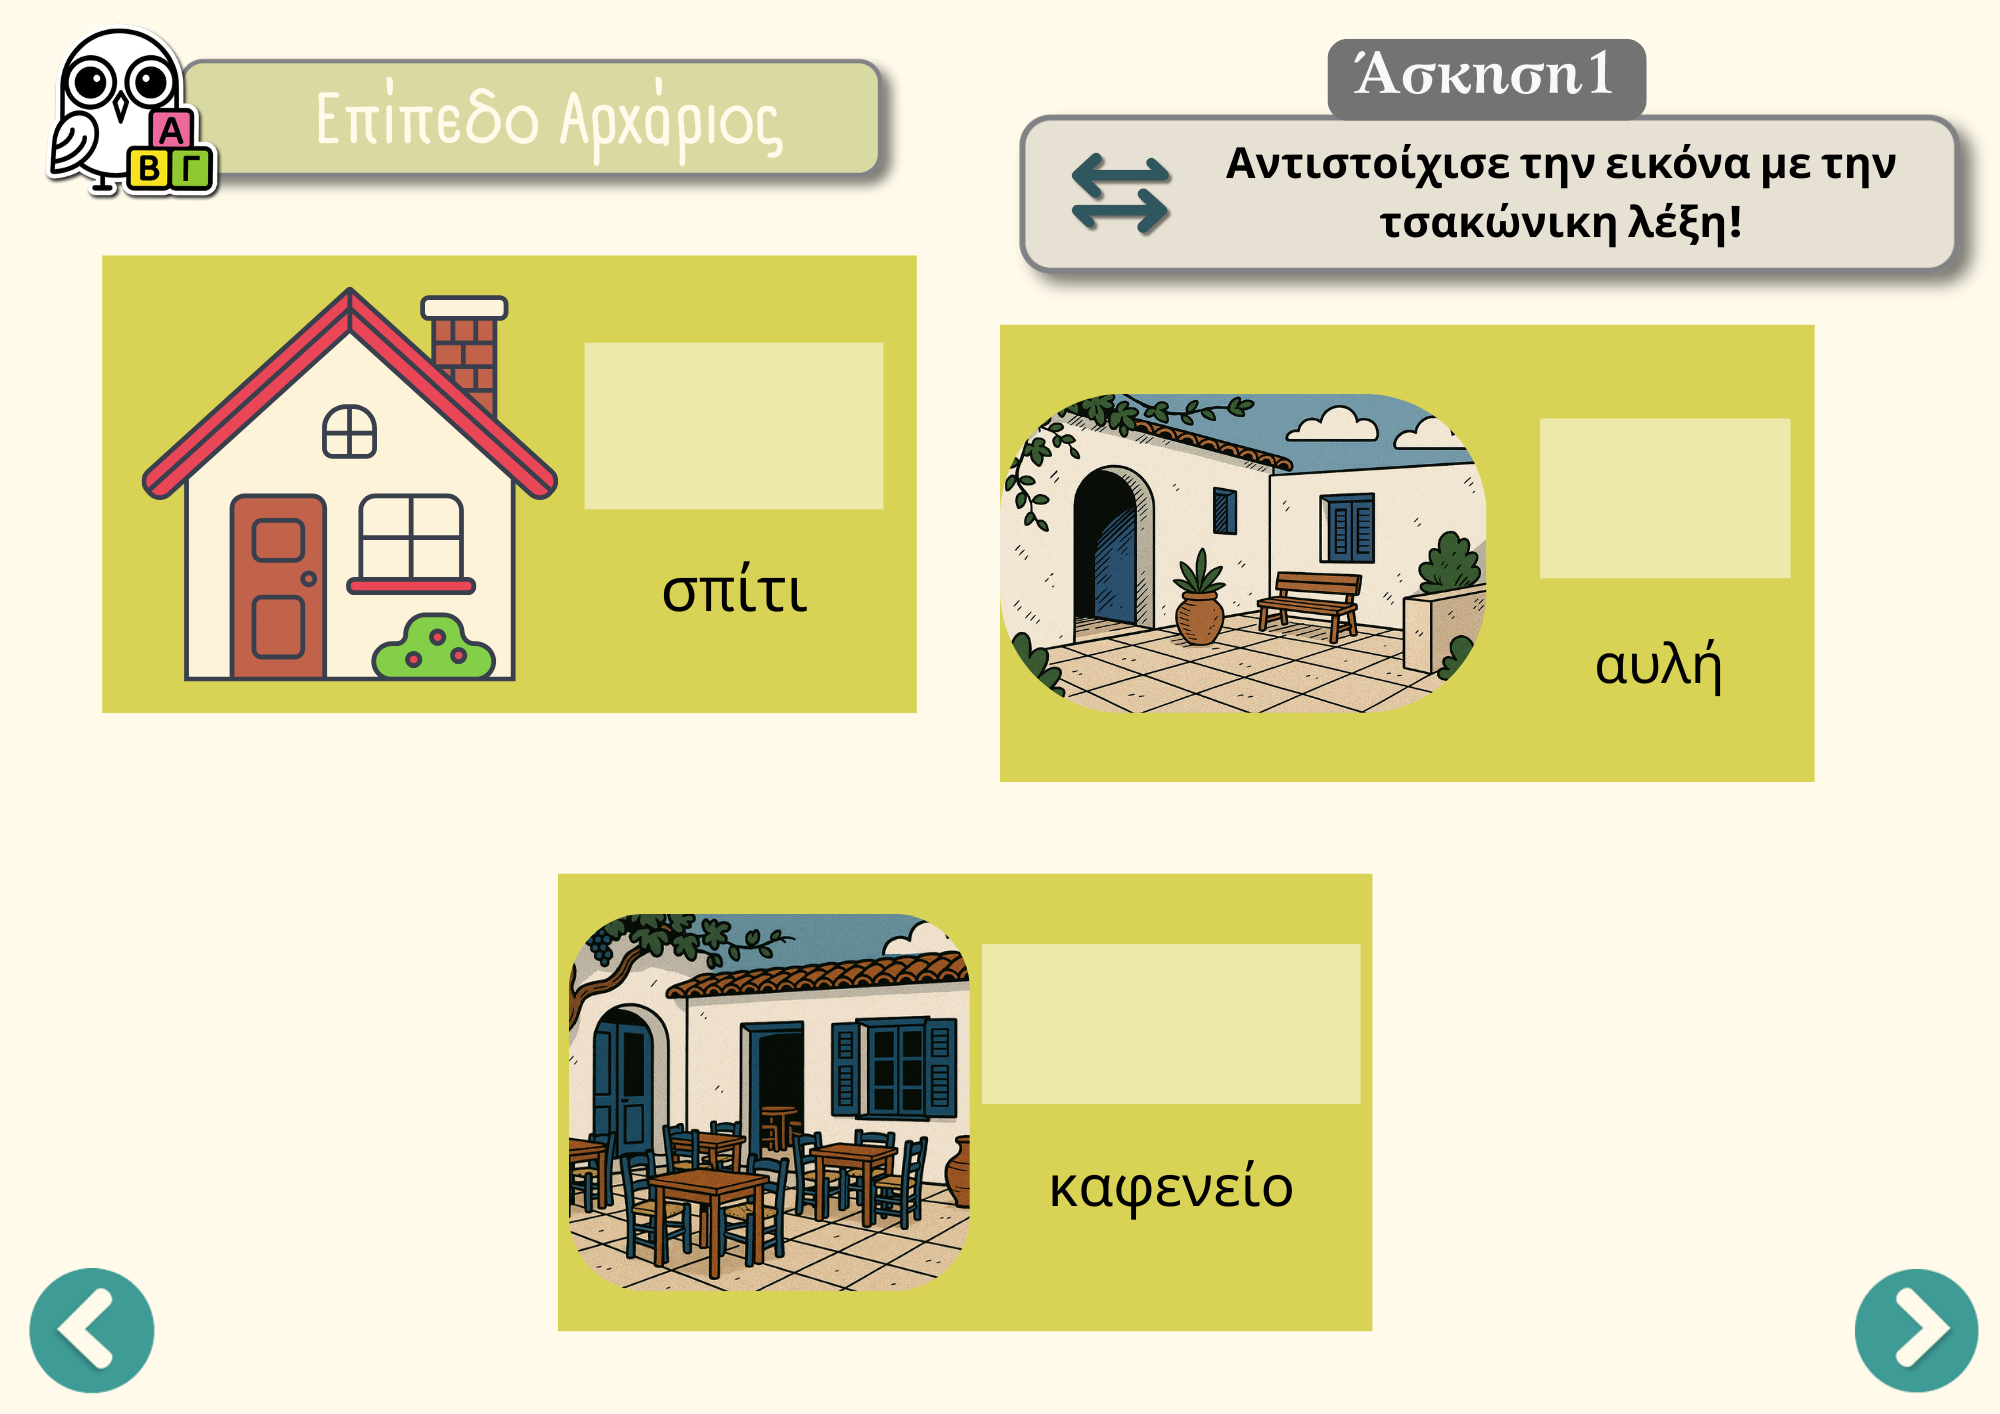 Επίπεδο Αρχάριος
Α
Β Γ
Άσκηση 1
Αντιστοίχισε την εικόνα με την
τσακώνικη λέξη!
σπίτι
αυλή
καφενείο